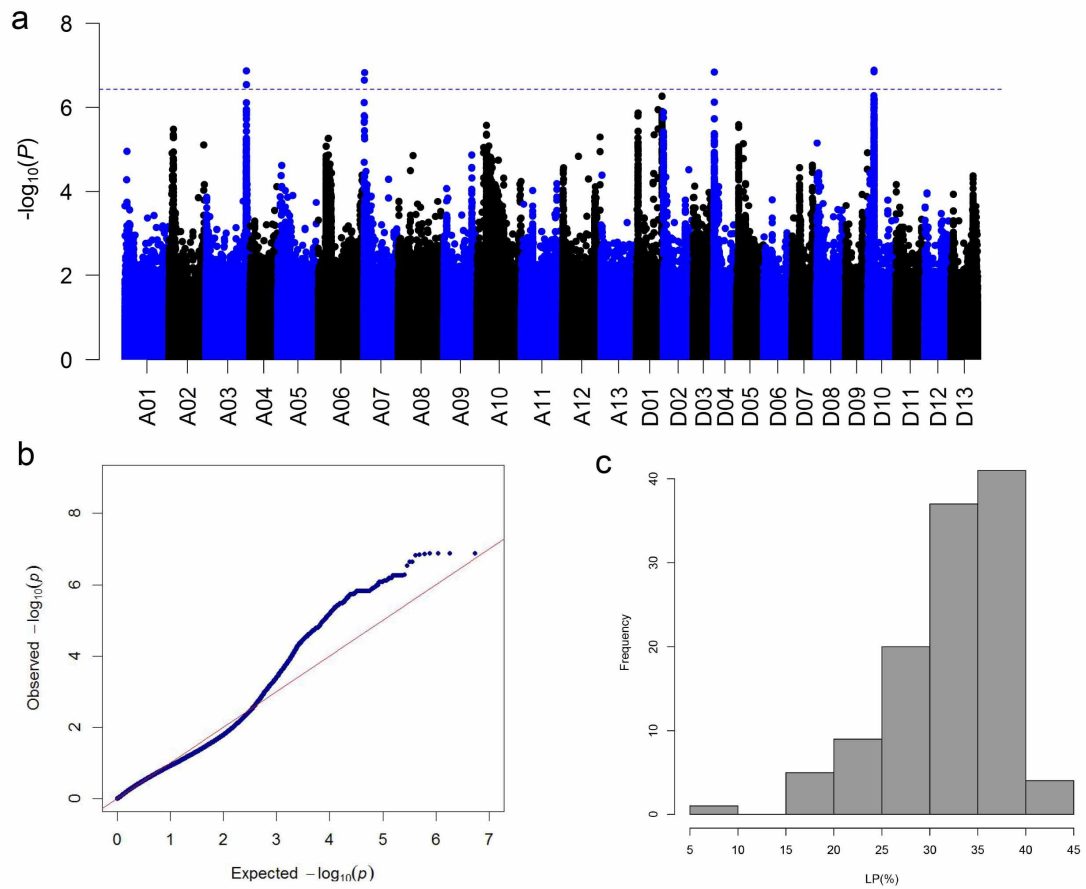 a
8
6
4
2
0
-log₁₀(P)
A01 A02 A03 A04 A05 A06 A07 A08 A09 A10 A11 A12 A13 D01 D02 D03 D04 D05 D06 D07 D08 D09 D10 D11 D12 D13
b
8
6
4
2
0
Observed −log₁₀(p)
0 1 2 3 4 5 6 7
Expected −log₁₀(p)
c
40
30
20
10
0
Frequency
5 10 15 20 25 30 35 40 45
LP(%)